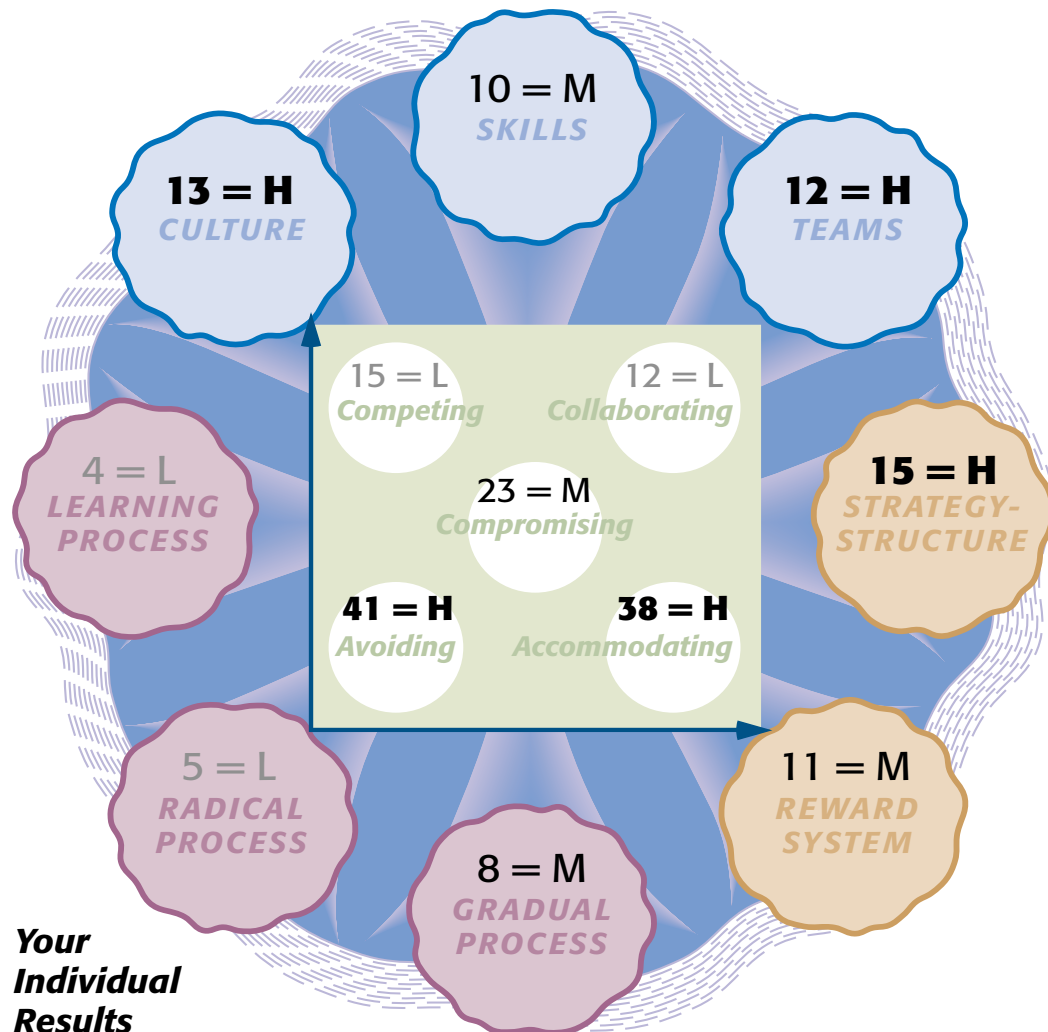 10 = M
SKILLS
13 = H
CULTURE
12 = H
TEAMS
15 = L
Competing
12 = L
Collaborating
4 = L
LEARNING
PROCESS
23 = M
Compromising
15 = H
STRATEGY-
STRUCTURE
41 = H
Avoiding
38 = H
Accommodating
5 = L
RADICAL
PROCESS
11 = M
REWARD
SYSTEM
8 = M
GRADUAL
PROCESS
Your
Individual
Results